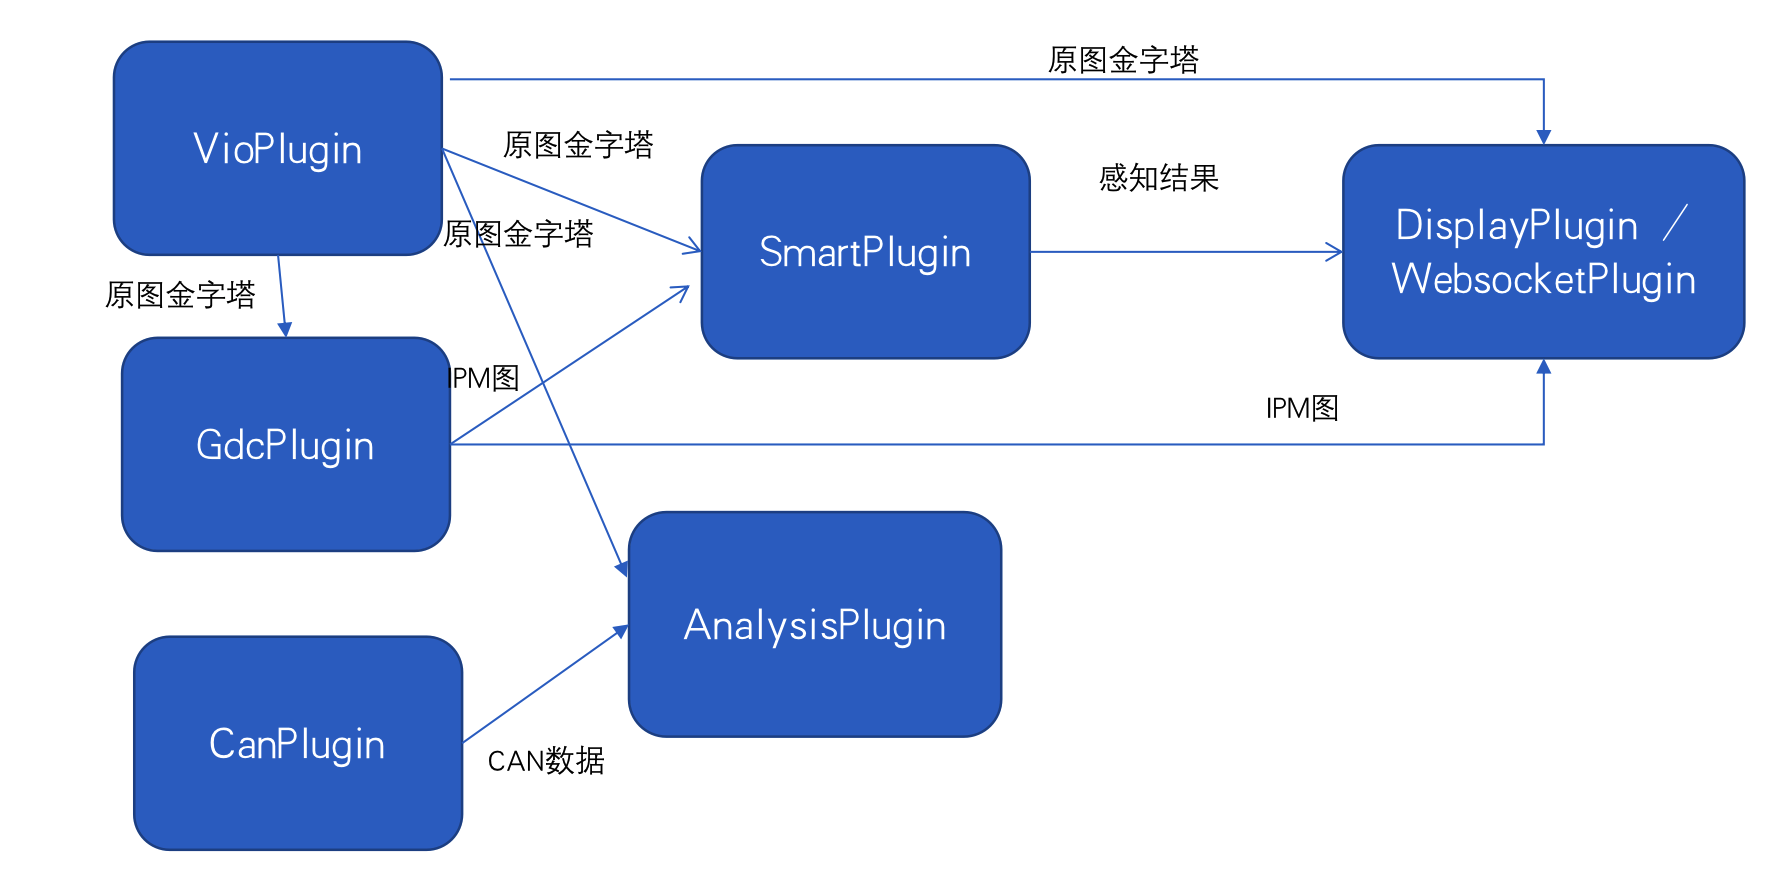 原图金字塔
VioPlugin
原图金字塔
感知结果
原图金字塔
SmartPlugin
DisplayPlugin /
WebsocketPlugin
原图金字塔
IPM图
IPM图
GdcPlugin
AnalysisPlugin
CanPlugin
CAN数据